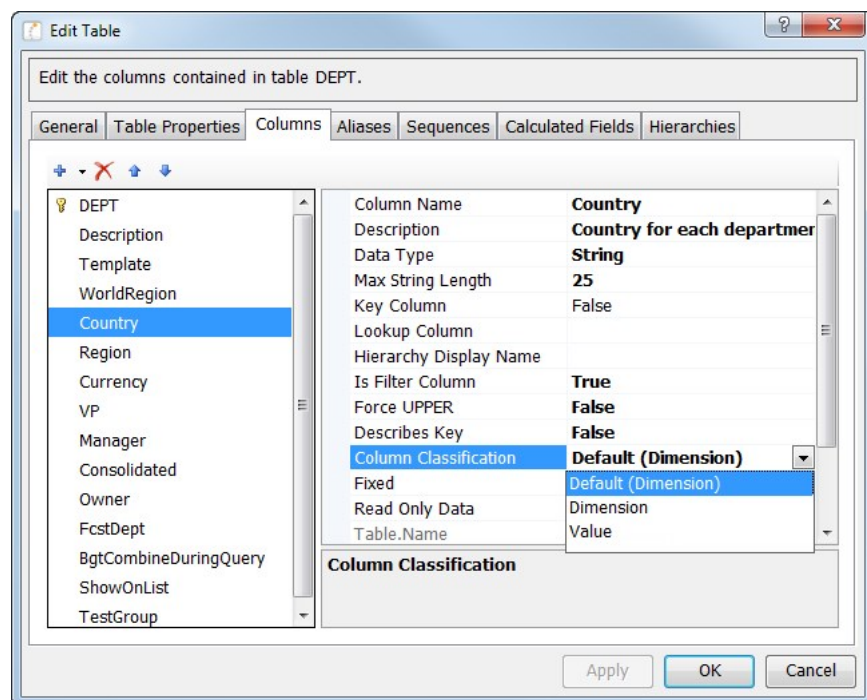 Edit Table
Edit the columns contained in table DEPT.
General Table Properties Columns Aliases Sequences Calculated Fields Hierarchies
DEPT
Description
Template
WorldRegion
Country
Region
Currency
VP
Manager
Consolidated
Owner
FcstDept
BgtCombineDuringQuery
ShowOnList
TestGroup
Column Name Country
Description Country for each departmen
Data Type String
Max String Length 25
Key Column False
Lookup Column
Hierarchy Display Name
Is Filter Column True
Force UPPER False
Describes Key False
Column Classification Default (Dimension)
Fixed
Read Only Data
Table.Name
Default (Dimension)
Dimension
Value
Column Classification
Apply OK Cancel